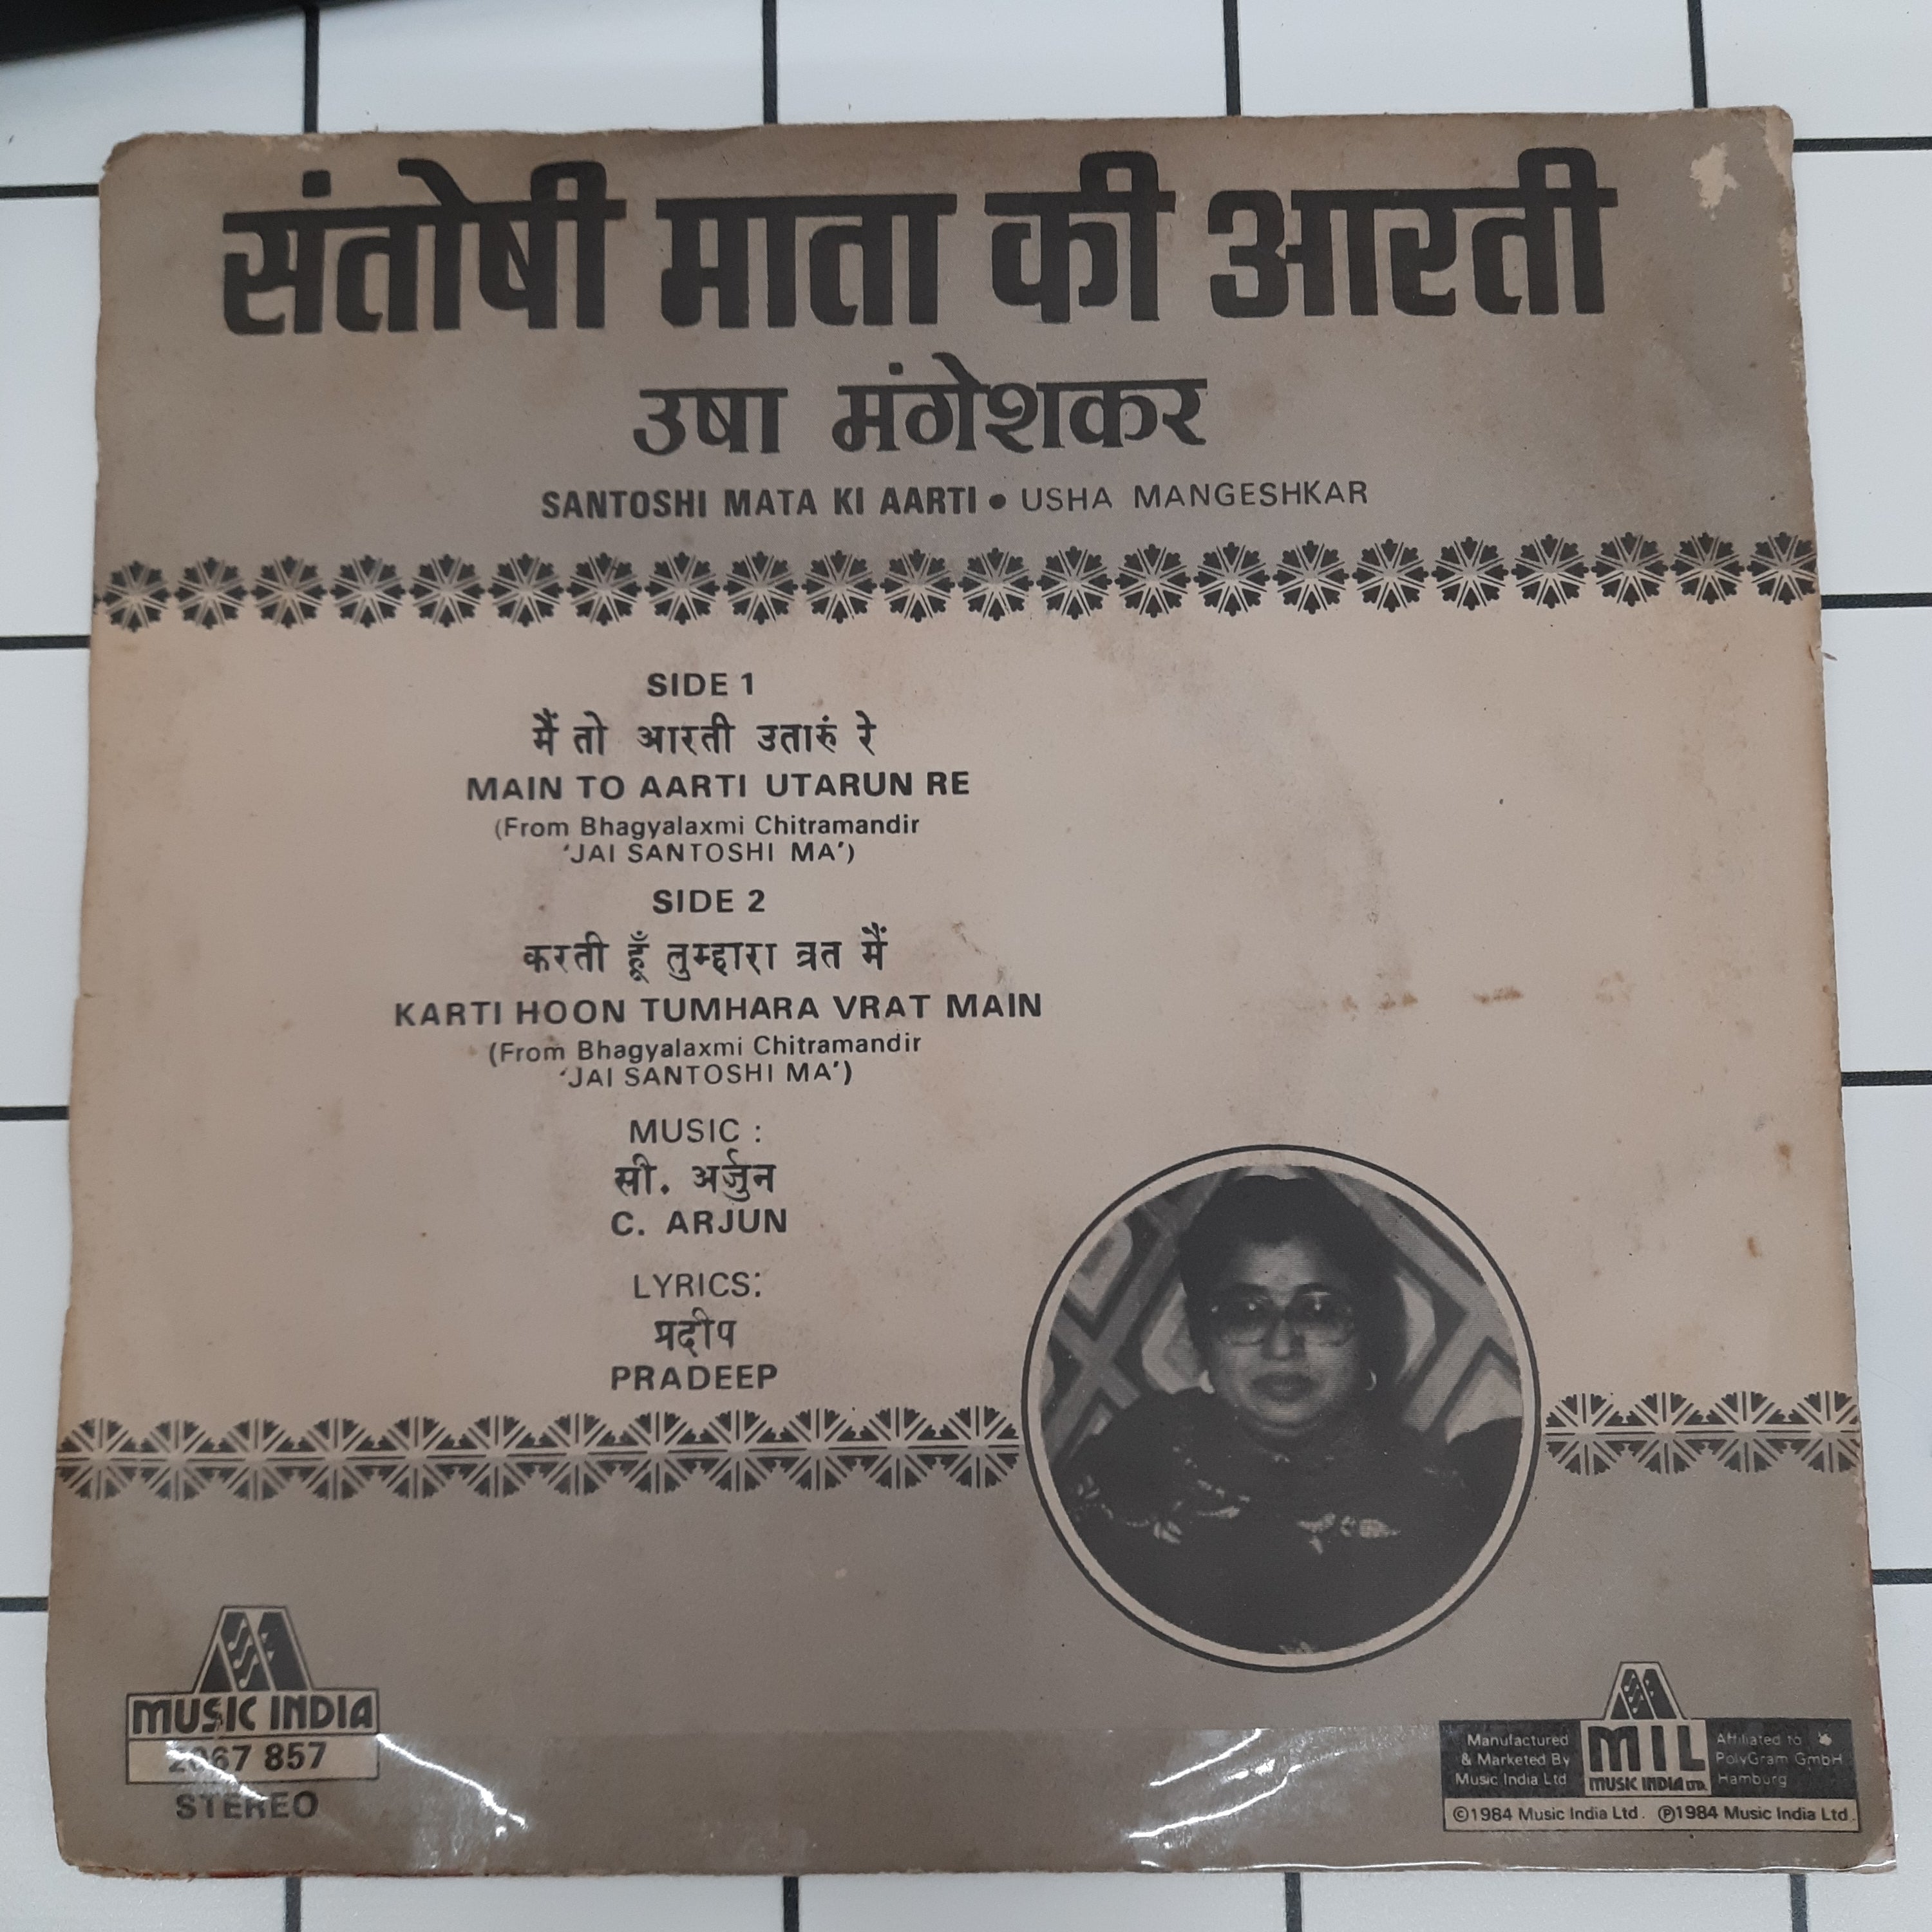 संतोषी माता की आरती
उषा मंगेशकर
SANTOSHI MATA KI AARTI ● USHA MANGESHKAR
SIDE 1
मैं तो आरती उतारुं रे
MAIN TO AARTI UTARUN RE
(From Bhagyalaxmi Chitramandir
'JAI SANTOSHI MA')
SIDE 2
करती हूँ तुम्हारा व्रत मैं
KARTI HOON TUMHARA VRAT MAIN
(From Bhagyalaxmi Chitramandir
'JAI SANTOSHI MA')
MUSIC :
सी. अर्जुन
C. ARJUN
LYRICS:
प्रदीप
PRADEEP
MUSIC INDIA
2067 857
STEREO
Manufactured
& Marketed By
Music India Ltd
MIL
MUSIC INDIA LTD.
Affiliated to
PolyGram GmbH
Hamburg
©1984 Music India Ltd. ℗1984 Music India Ltd.